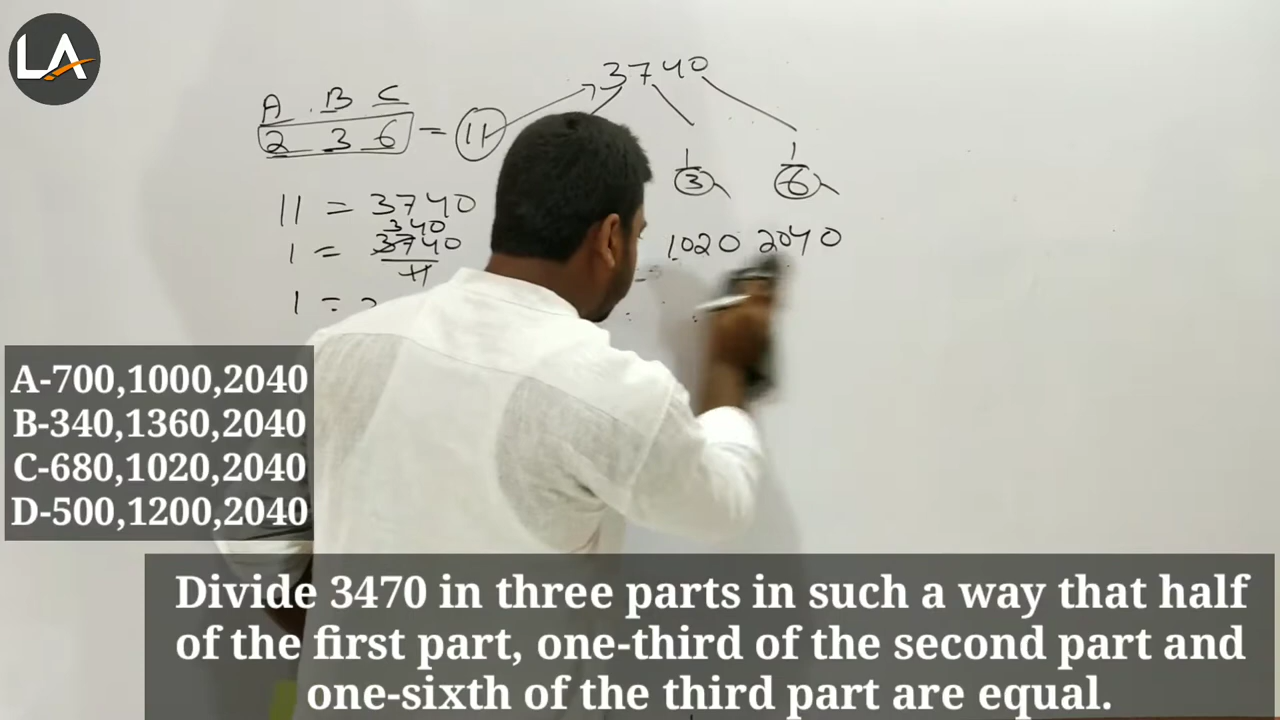 LA
3740
A . B C
2 3 6 = 11
1/3 1/6
11 = 3740
340
1 = 3740/11
1020 2040
1 =
A-700,1000,2040
B-340,1360,2040
C-680,1020,2040
D-500,1200,2040
Divide 3470 in three parts in such a way that half
of the first part, one-third of the second part and
one-sixth of the third part are equal.